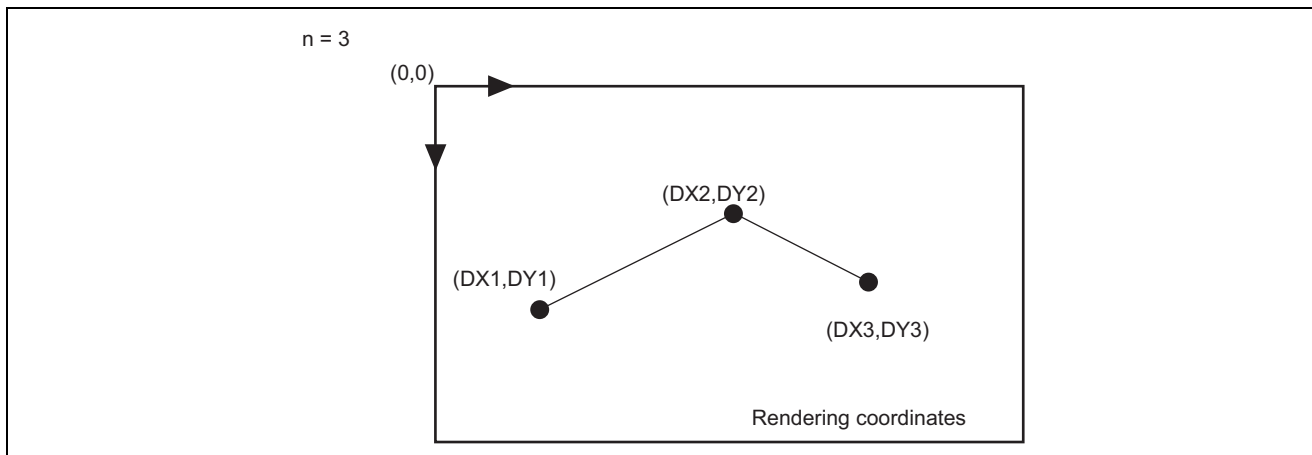 n = 3
(0,0)
(DX2,DY2)
(DX1,DY1)
(DX3,DY3)
Rendering coordinates